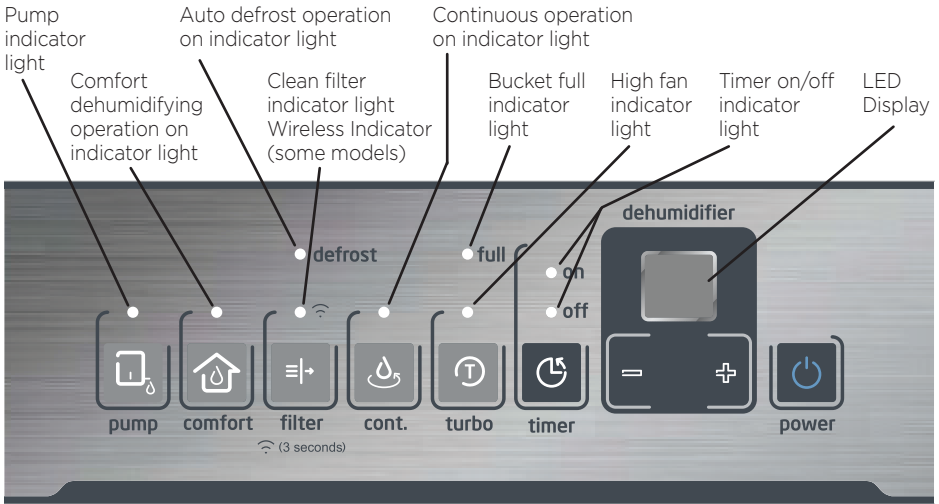 Pump
indicator
light
Auto defrost operation
on indicator light
Continuous operation
on indicator light
Comfort
dehumidifying
operation on
indicator light
Clean filter
indicator light
Wireless Indicator
(some models)
Bucket full
indicator
light
High fan
indicator
light
Timer on/off
indicator
light
LED
Display
dehumidifier
defrost
full
on
off
T
pump
comfort
filter
cont.
turbo
timer
power
(3 seconds)